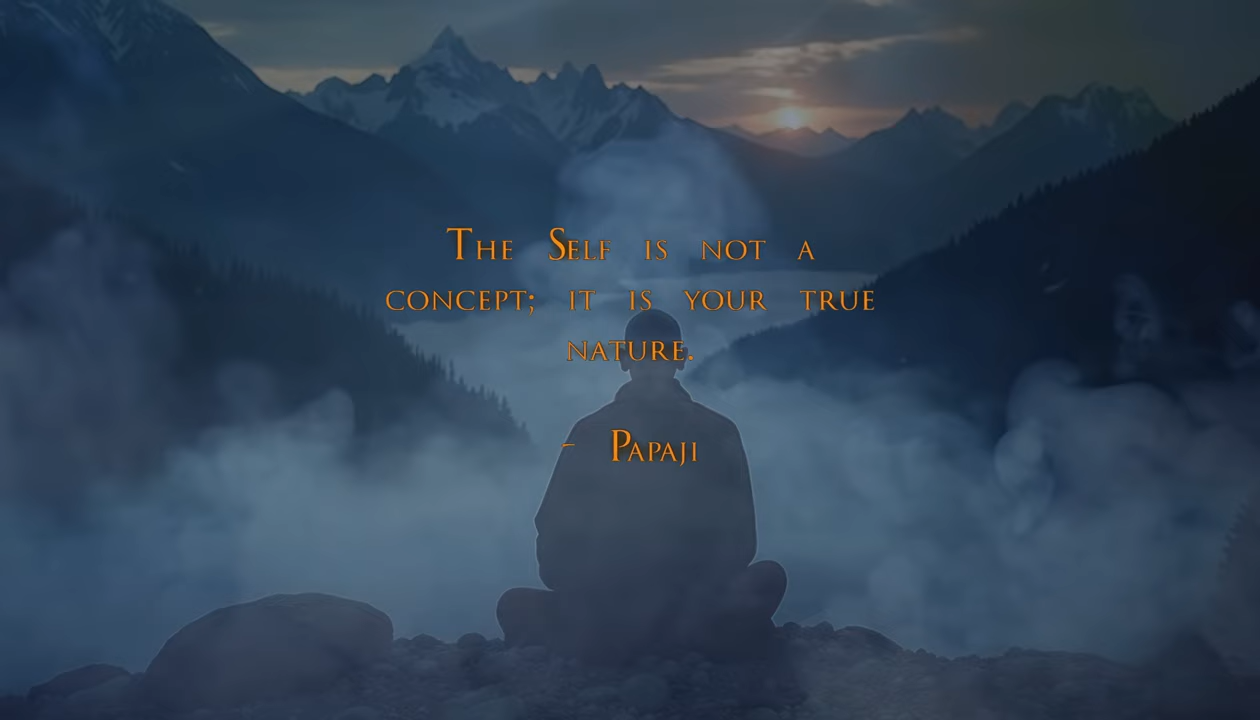 The Self is not a
concept; it is your true
nature.
- Papaji